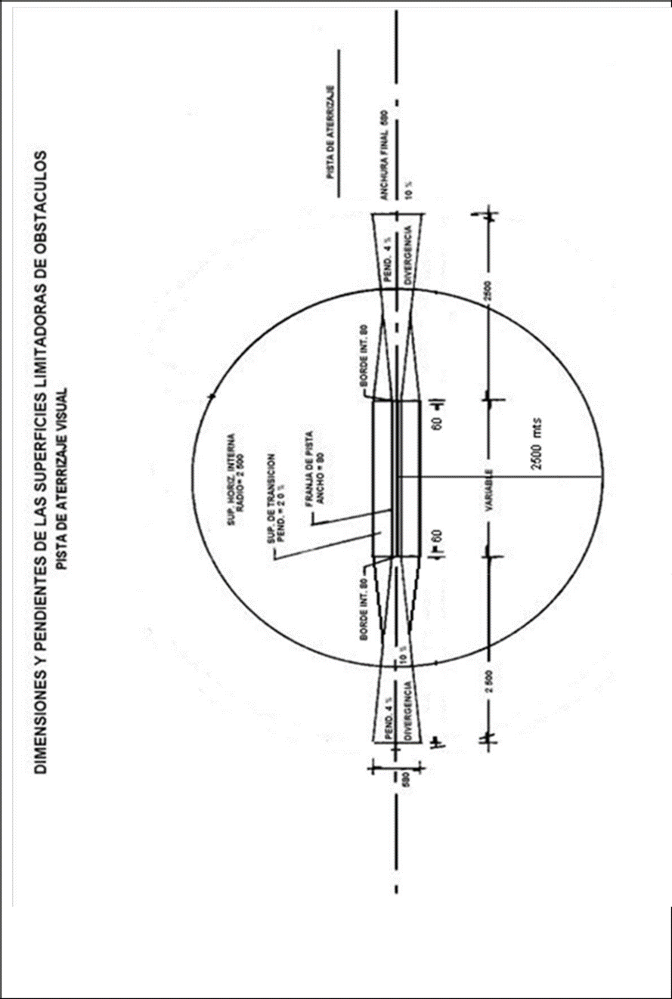 DIMENSIONES Y PENDIENTES DE LAS SUPERFICIES LIMITADORAS DE OBSTACULOS
PISTA DE ATERRIZAJE VISUAL
SUP. HORIZ. INTERNA
RADIO= 2 500
SUP. DE TRANSICION
PEND. = 2 0 %
FRANJA DE PISTA
ANCHO = 80
PISTA DE ATERRIZAJE
BORDE INT. 80
BORDE INT. 80
ANCHURA FINAL 580
10 %
PEND. 4 %
DIVERGENCIA
10 %
PEND. 4 %
DIVERGENCIA
580
60
60
2 500
VARIABLE
2500
2500 mts